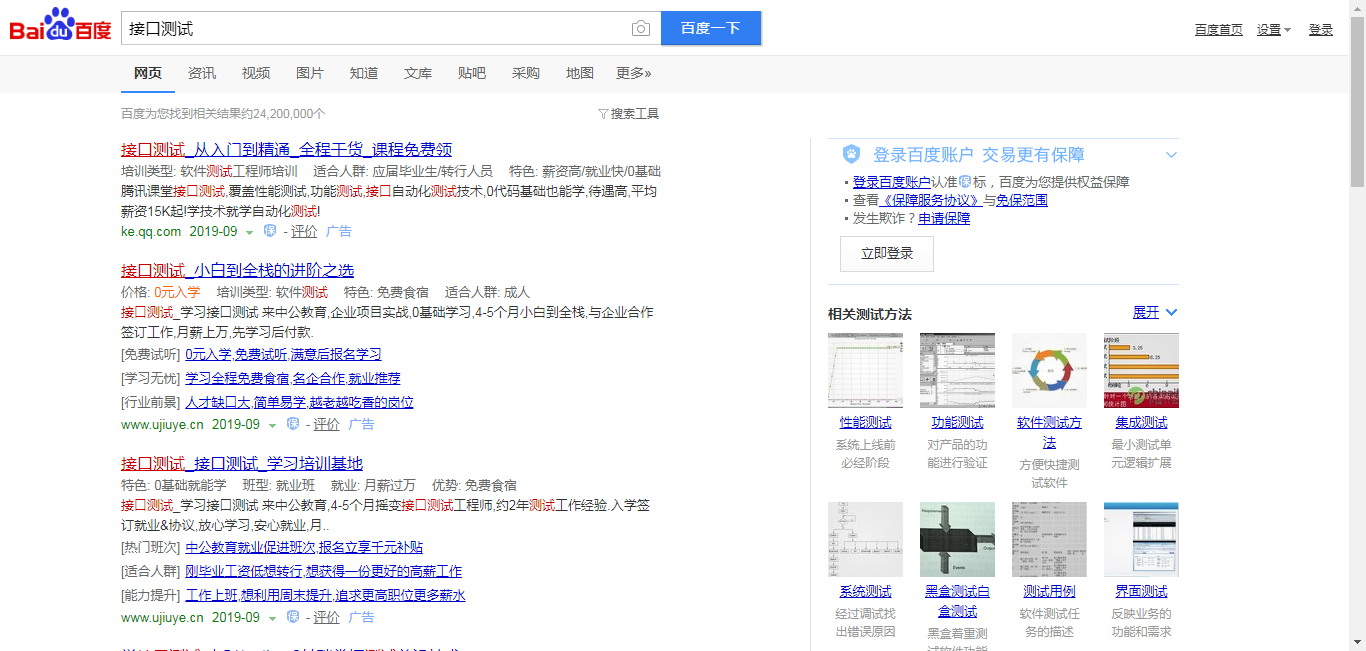 Bai du 百度
接口测试
百度一下
百度首页 设置 登录
网页 资讯 视频 图片 知道 文库 贴吧 采购 地图 更多»
百度为您找到相关结果约24,200,000个
搜索工具
接口测试_从入门到精通_全程干货_课程免费领
培训类型: 软件测试工程师培训 适合人群: 应届毕业生/转行人员 特色: 薪资高/就业快/0基础
腾讯课堂接口测试,覆盖性能测试,功能测试,接口自动化测试技术,0代码基础也能学,待遇高,平均
薪资15K起!学技术就学自动化测试!
ke.qq.com 2019-09 保 - 评价 广告
接口测试_小白到全栈的进阶之选
价格: 0元入学 培训类型: 软件测试 特色: 免费食宿 适合人群: 成人
接口测试_学习接口测试 来中公教育,企业项目实战,0基础学习,4-5个月小白到全栈,与企业合作
签订工作,月薪上万,先学习后付款.
[免费试听] 0元入学,免费试听,满意后报名学习
[学习无忧] 学习全程免费食宿,名企合作,就业推荐
[行业前景] 人才缺口大,简单易学,越老越吃香的岗位
www.ujiuye.cn 2019-09 保 - 评价 广告
接口测试_接口测试_学习培训基地
特色: 0基础就能学 班型: 就业班 就业: 月薪过万 优势: 免费食宿
接口测试_学习接口测试 来中公教育,4-5个月摇变接口测试工程师,约2年测试工作经验.入学签
订就业&协议,放心学习,安心就业,月..
[热门班次] 中公教育就业促进班次,报名立享千元补贴
[适合人群] 刚毕业工资低想转行,想获得一份更好的高薪工作
[能力提升] 工作上班,想利用周末提升,追求更高职位更多薪水
www.ujiuye.cn 2019-09 保 - 评价 广告
登录百度账户 交易更有保障
登录百度账户认准保标，百度为您提供权益保障
查看《保障服务协议》与免保范围
发生欺诈？申请保障
立即登录
相关测试方法 展开
性能测试 功能测试 软件测试方 集成测试
法
系统上线前 对产品的功 方便快捷测 最小测试单
必经阶段 能进行验证 试软件 元逻辑扩展
系统测试 黑盒测试白 测试用例 界面测试
盒测试
经过调试找 黑盒着重测 软件测试任 反映业务的
出错误原因 务的描述 功能和需求